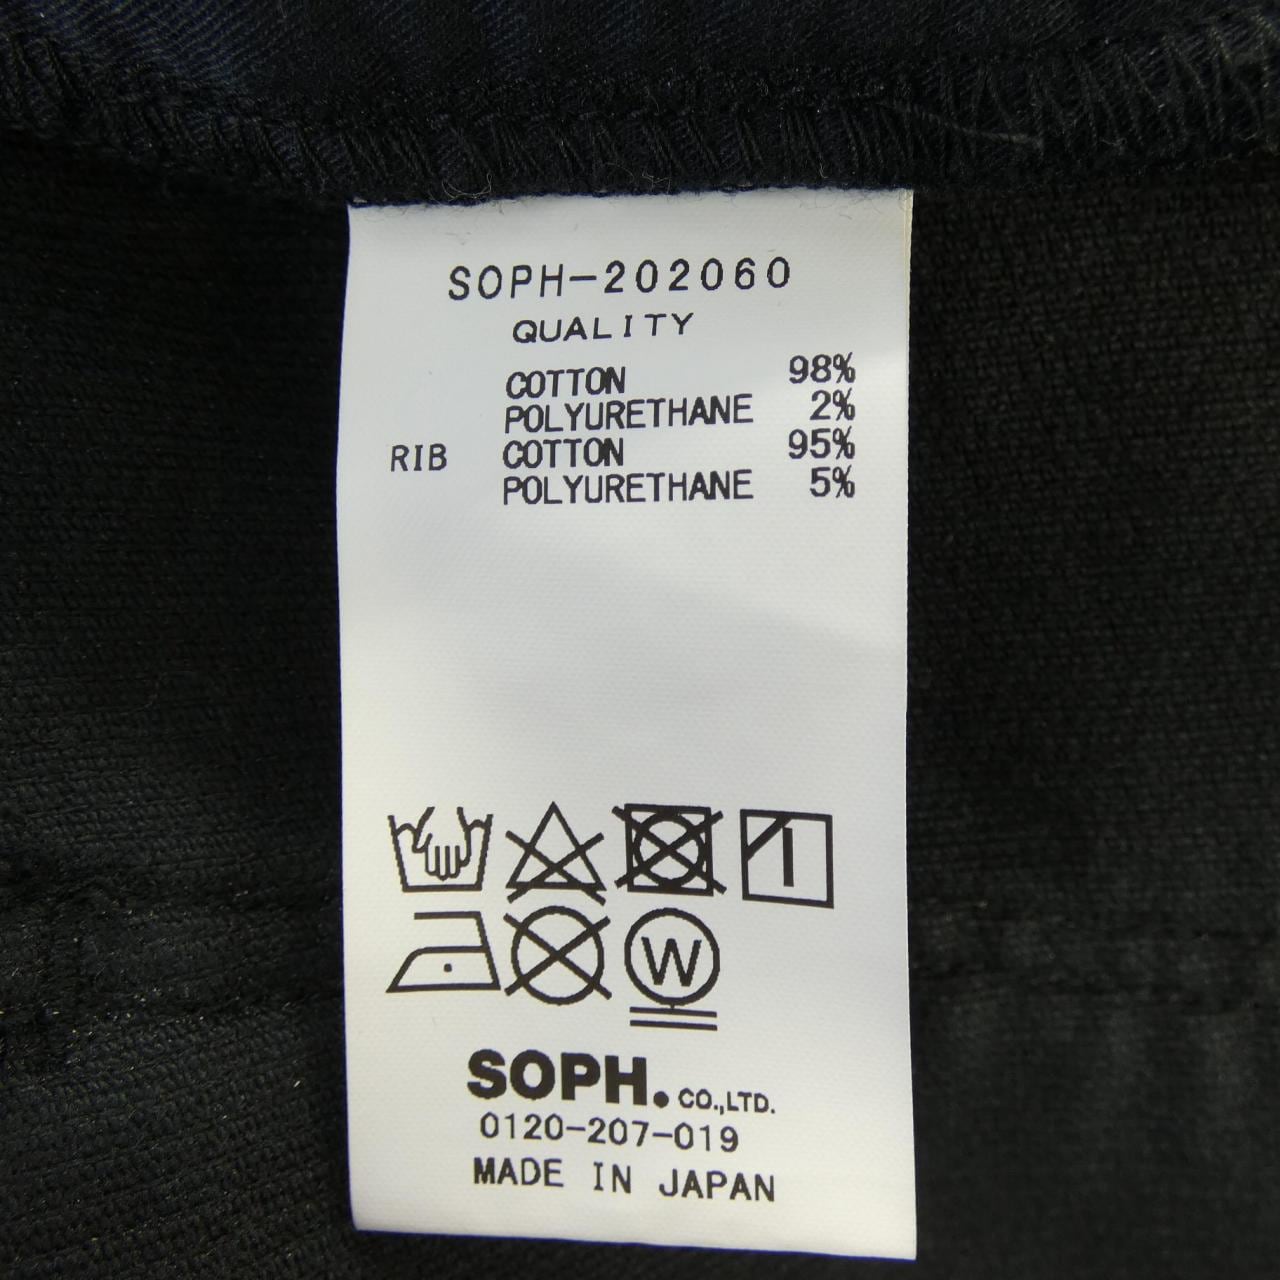 SOPH-202060
QUALITY
COTTON 98%
POLYURETHANE 2%
RIB COTTON 95%
POLYURETHANE 5%
W
SOPH. CO.,LTD.
0120-207-019
MADE IN JAPAN